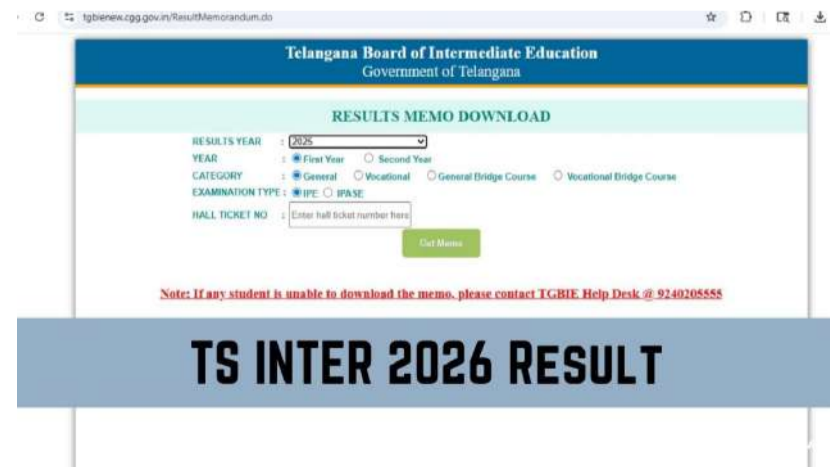 tgbienew.cgg.gov.in/ResultMemorandum.do
Telangana Board of Intermediate Education
Government of Telangana
RESULTS MEMO DOWNLOAD
RESULTS YEAR : 2025
YEAR : First Year Second Year
CATEGORY : General Vocational General Bridge Course Vocational Bridge Course
EXAMINATION TYPE : IPE IPASE
HALL TICKET NO : Enter hall ticket number here
Get Memo
Note: If any student is unable to download the memo, please contact TGBIE Help Desk @ 9240205555
TS INTER 2026 RESULT